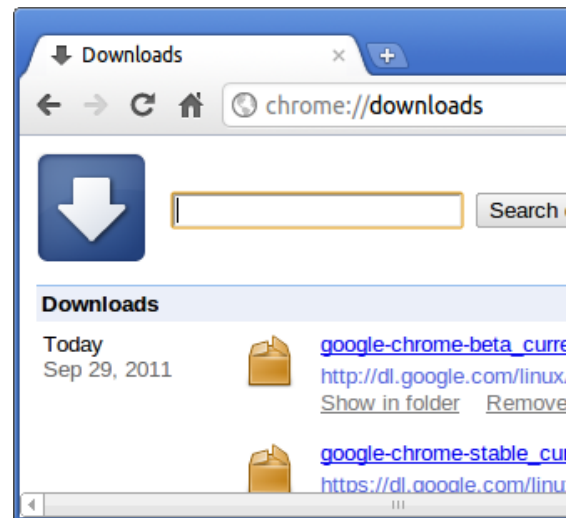 Downloads
chrome://downloads
Search
Downloads
Today
Sep 29, 2011
google-chrome-beta_curre
http://dl.google.com/linux/
Show in folder Remove
google-chrome-stable_cur
https://dl.google.com/linu